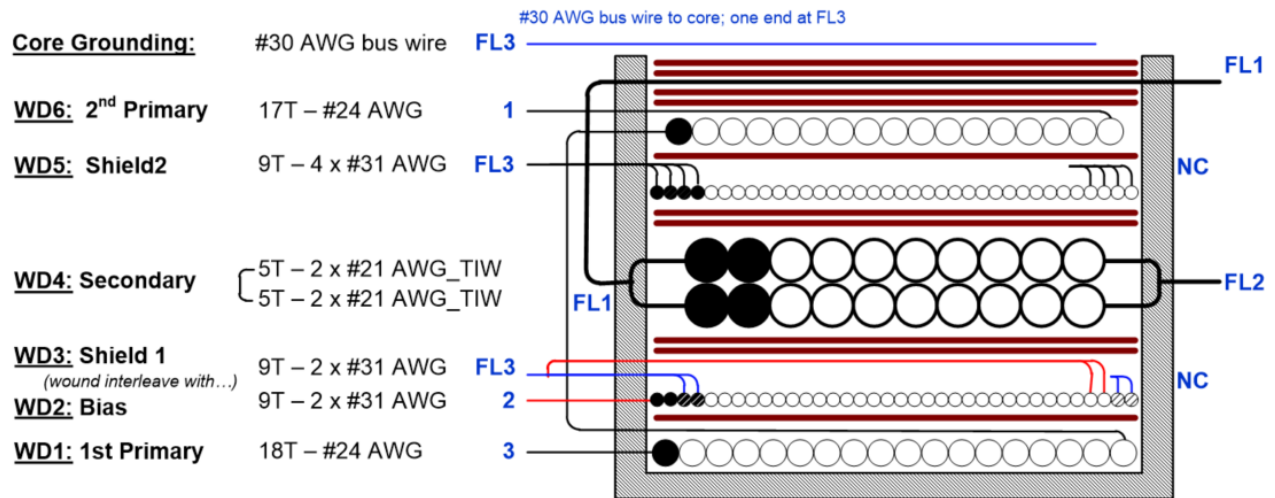 #30 AWG bus wire to core; one end at FL3
Core Grounding: #30 AWG bus wire FL3
FL1
WD6: 2nd Primary 17T – #24 AWG 1
WD5: Shield2 9T – 4 x #31 AWG FL3 NC
5T – 2 x #21 AWG_TIW
WD4: Secondary
5T – 2 x #21 AWG_TIW
FL1 FL2
WD3: Shield 1 9T – 2 x #31 AWG FL3 NC
(wound interleave with...)
WD2: Bias 9T – 2 x #31 AWG 2
WD1: 1st Primary 18T – #24 AWG 3